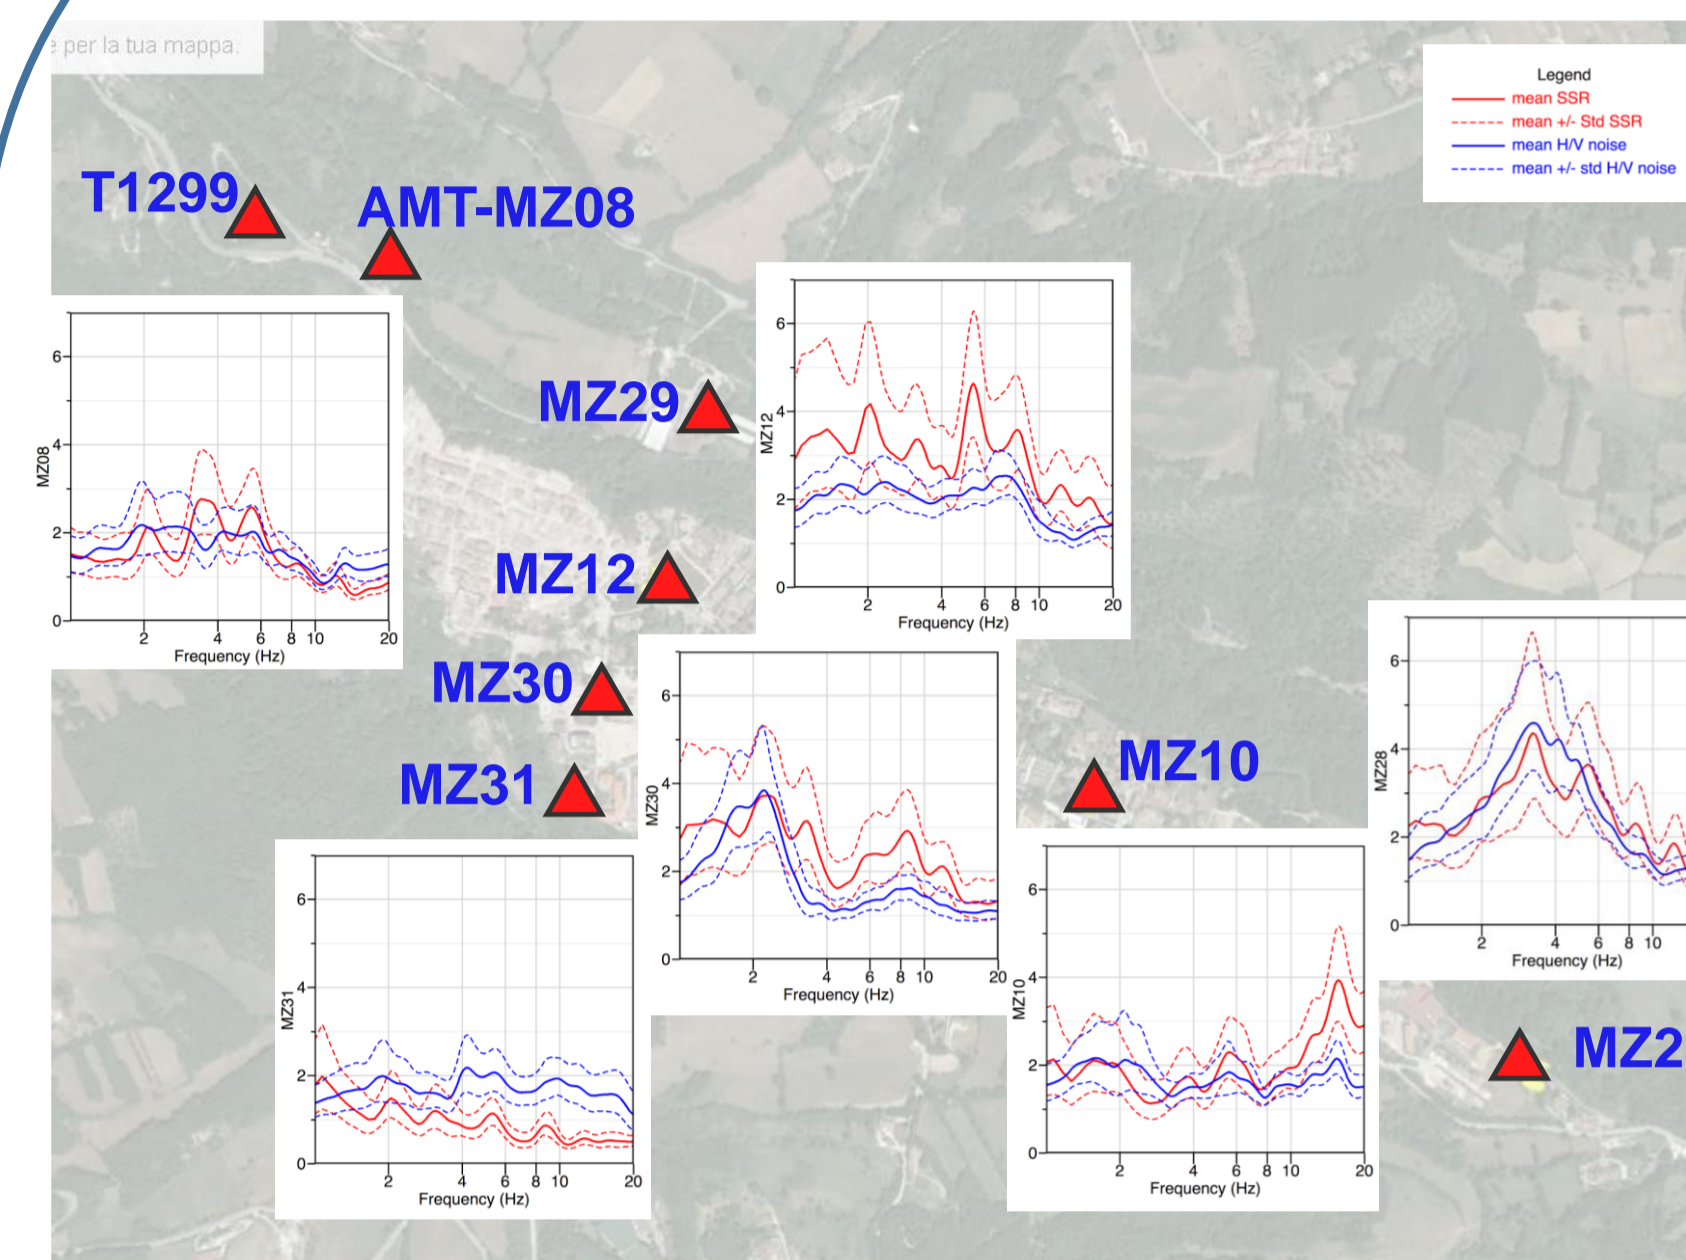 e per la tua mappa.
Legend
mean SSR
mean +/- Std SSR
mean H/V noise
mean +/- std H/V noise
T1299
AMT-MZ08
MZ29
MZ12
MZ30
MZ31
MZ10
MZ2
MZ08
6
4
2
0
2 4 6 8 10 20
Frequency (Hz)
MZ12
6
4
2
0
2 4 6 8 10 20
Frequency (Hz)
MZ30
6
4
2
0
2 4 6 8 10 20
Frequency (Hz)
MZ28
6
4
2
0
2 4 6 8 10
Frequency (Hz)
MZ31
6
4
2
0
2 4 6 8 10 20
Frequency (Hz)
MZ10
6
4
2
0
2 4 6 8 10 20
Frequency (Hz)